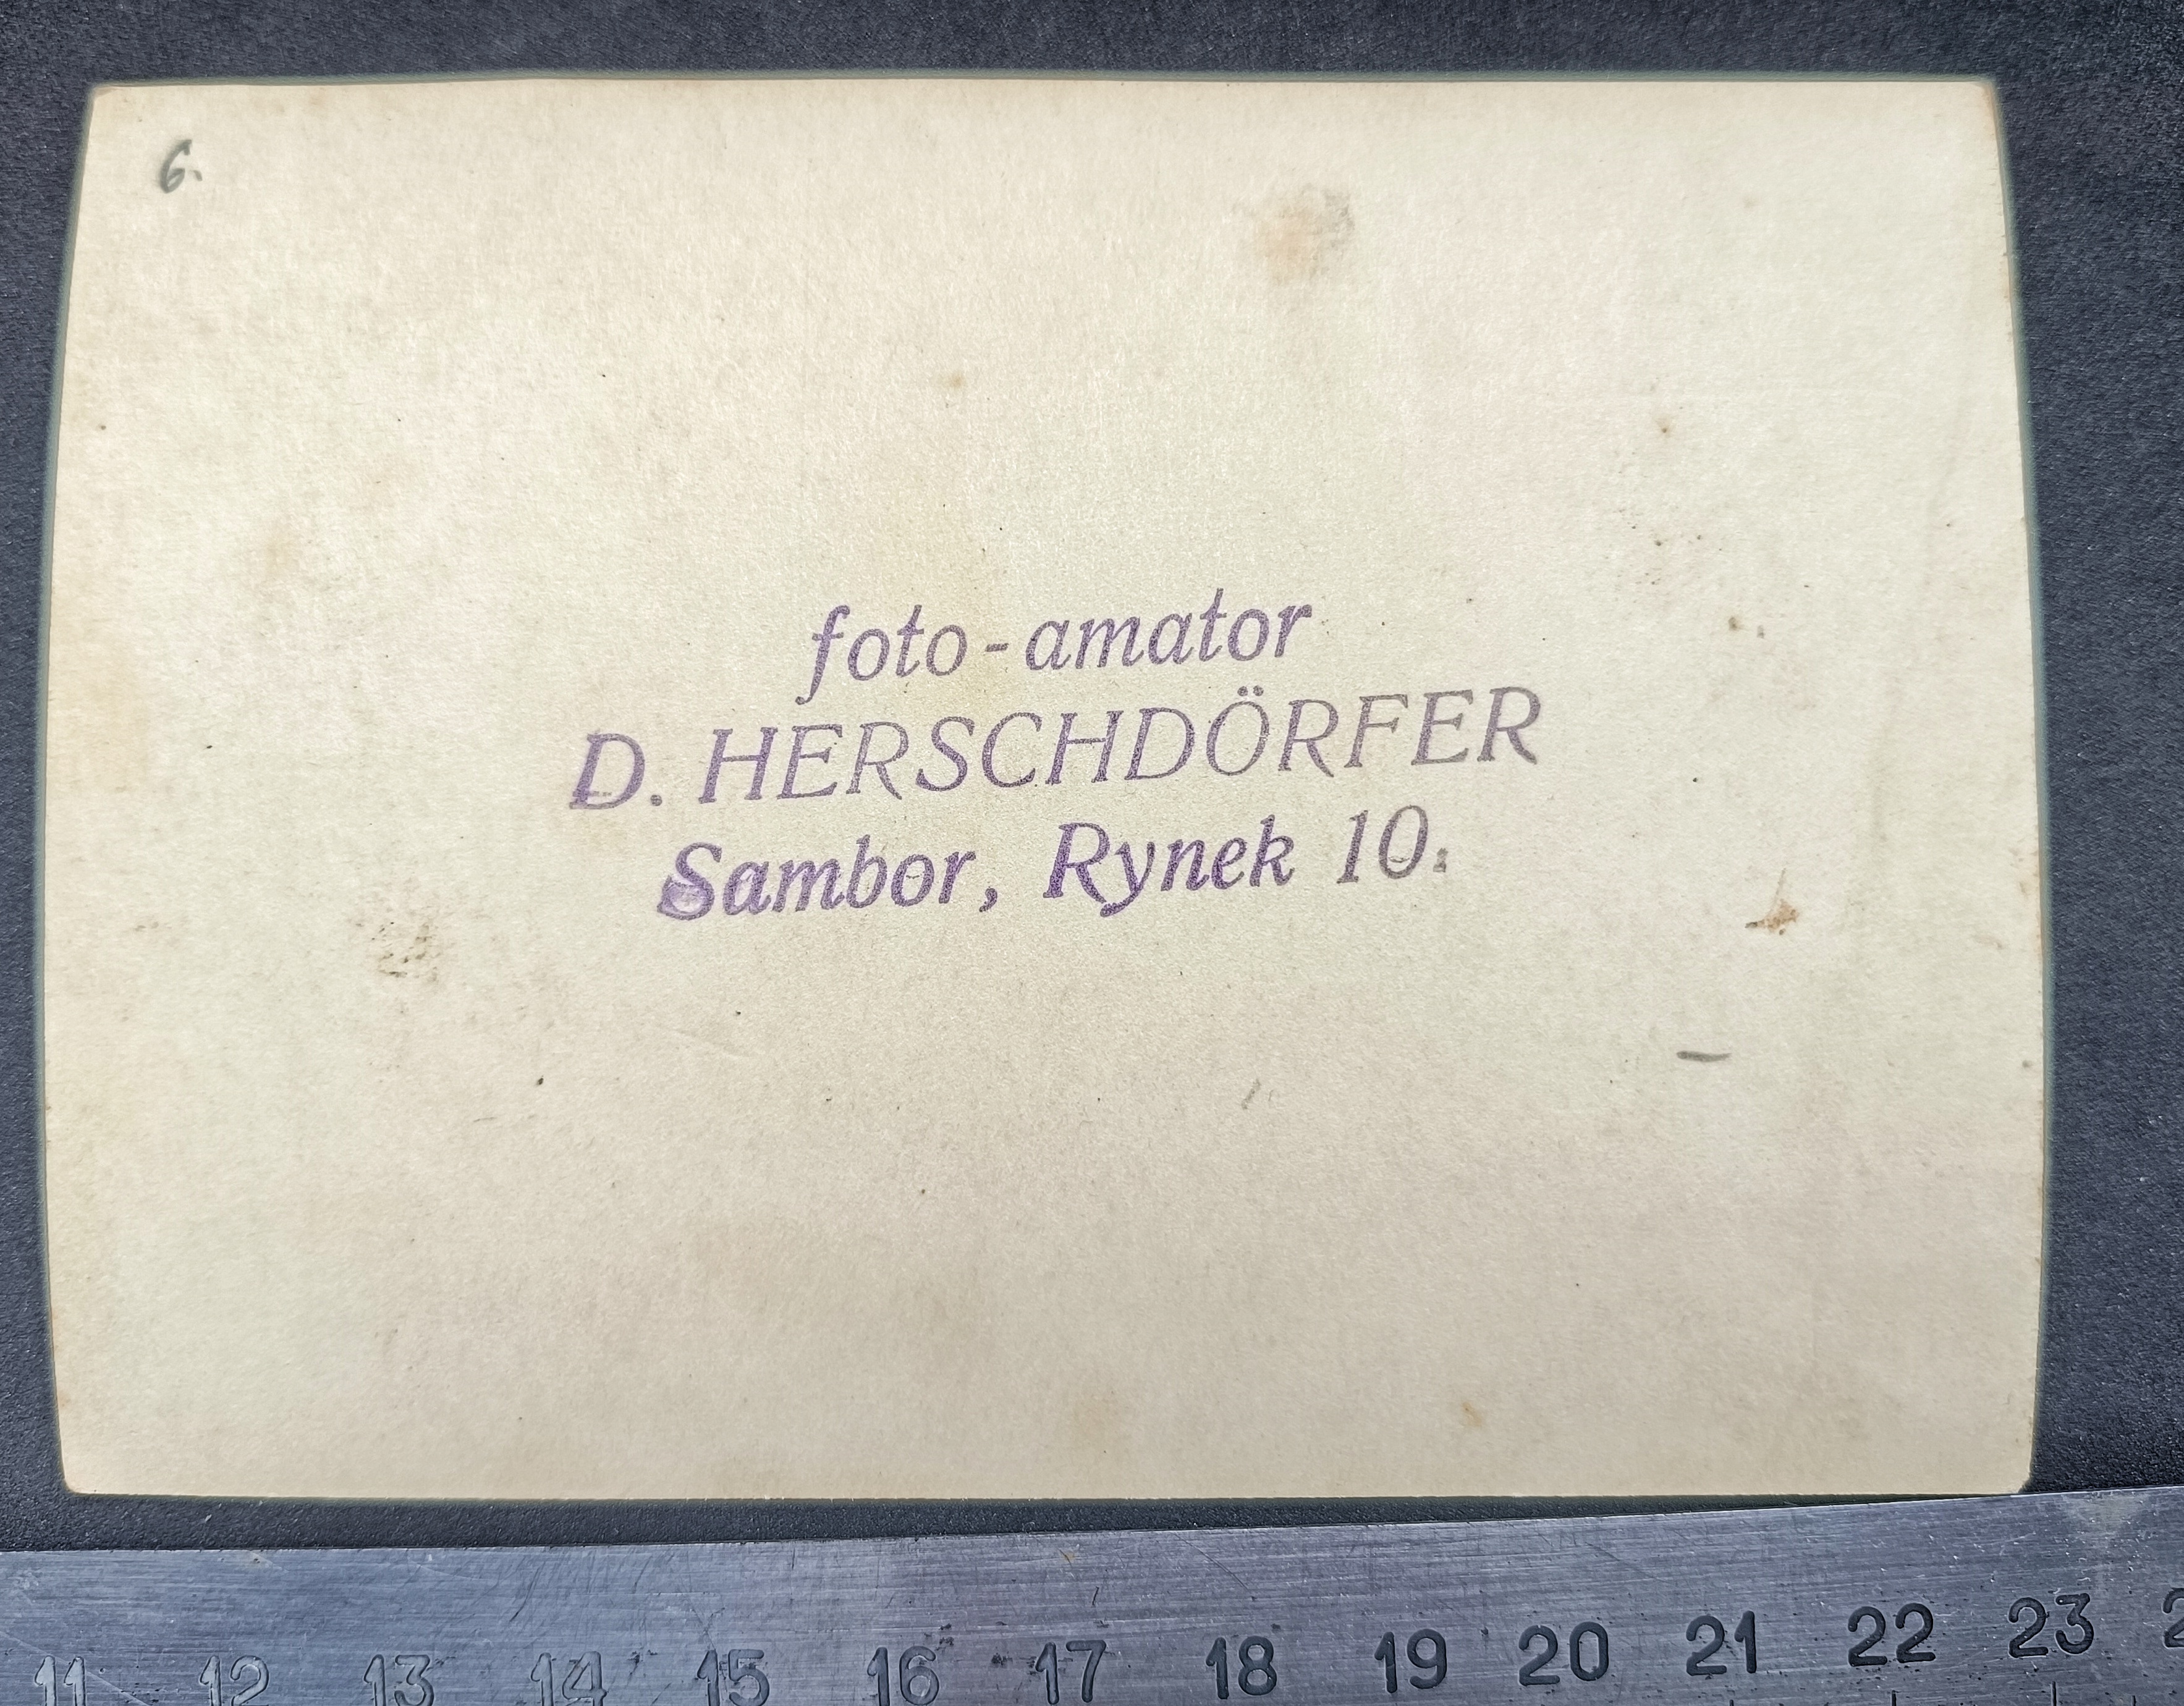 6.
foto-amator
D. HERSCHDÖRFER
Sambor, Rynek 10.
11 12 13 14 15 16 17 18 19 20 21 22 23